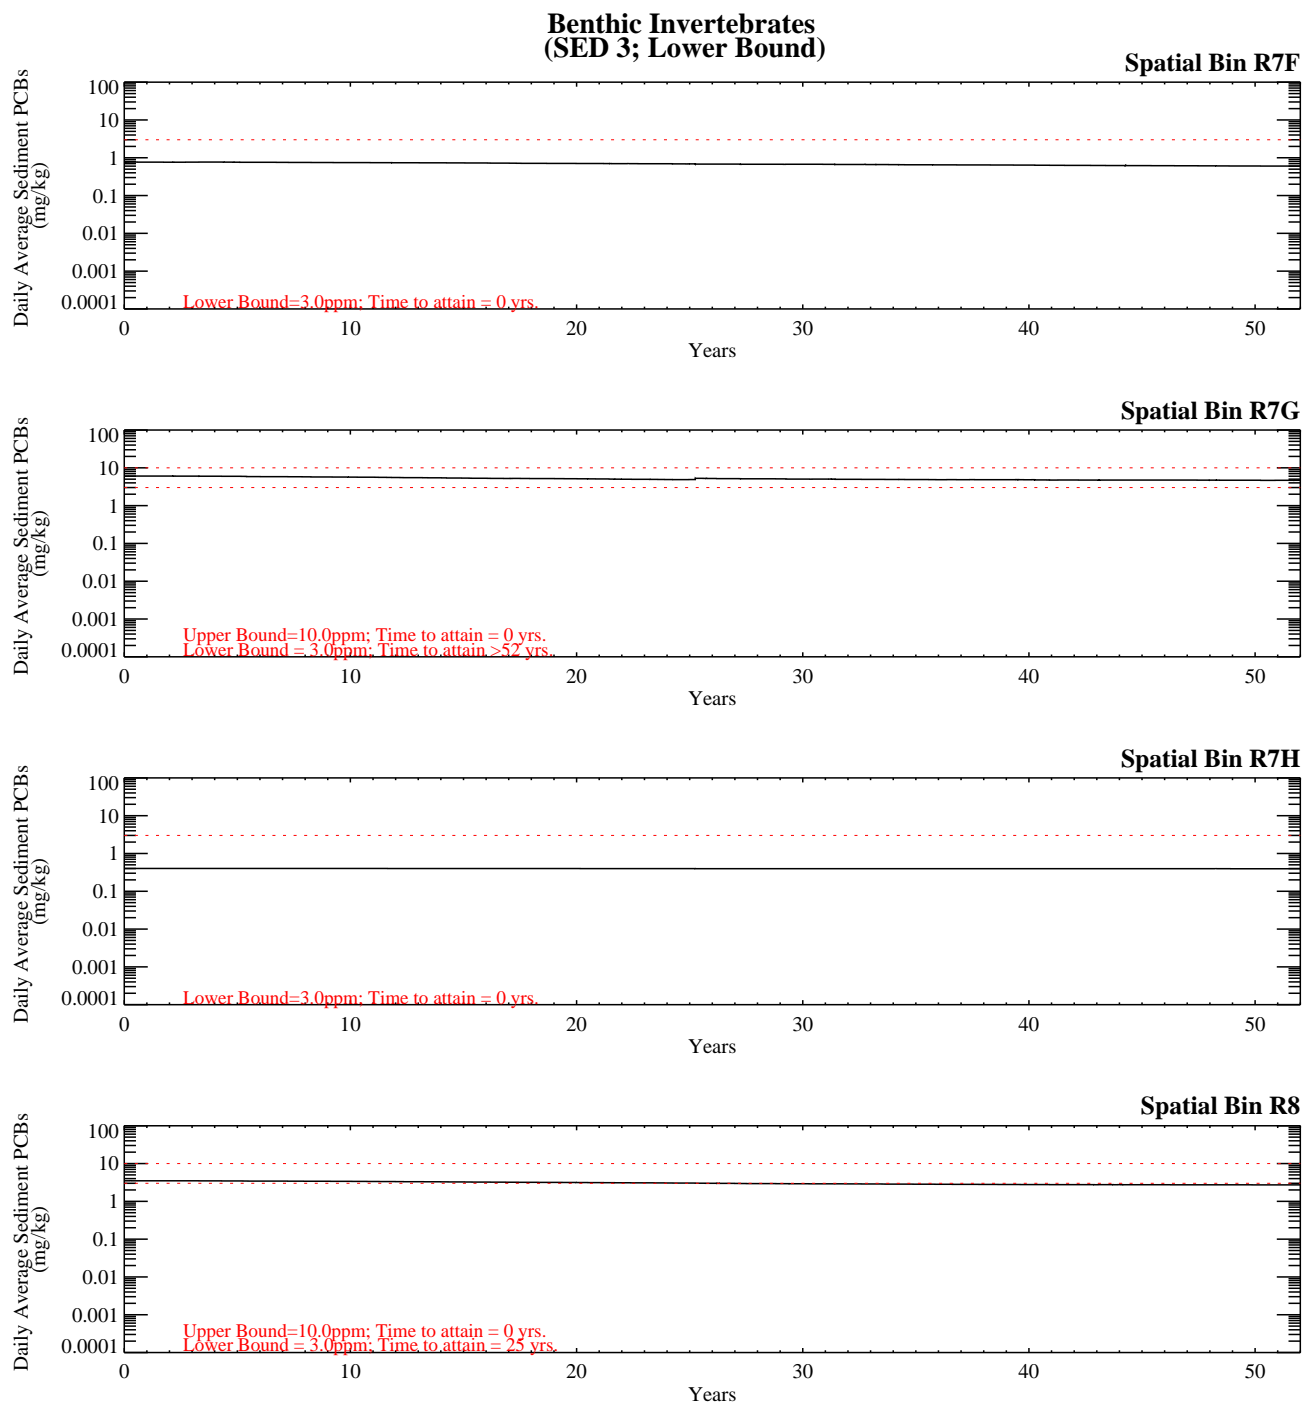 Benthic Invertebrates
(SED 3; Lower Bound)
Spatial Bin R7F
Daily Average Sediment PCBs
(mg/kg)
100
10
1
0.1
0.01
0.001
0.0001
Lower Bound=3.0ppm; Time to attain = 0 yrs.
0 10 20 30 40 50
Years
Spatial Bin R7G
Daily Average Sediment PCBs
(mg/kg)
100
10
1
0.1
0.01
0.001
0.0001
Upper Bound=10.0ppm; Time to attain = 0 yrs.
Lower Bound = 3.0ppm; Time to attain >52 yrs.
0 10 20 30 40 50
Years
Spatial Bin R7H
Daily Average Sediment PCBs
(mg/kg)
100
10
1
0.1
0.01
0.001
0.0001
Lower Bound=3.0ppm; Time to attain = 0 yrs.
0 10 20 30 40 50
Years
Spatial Bin R8
Daily Average Sediment PCBs
(mg/kg)
100
10
1
0.1
0.01
0.001
0.0001
Upper Bound=10.0ppm; Time to attain = 0 yrs.
Lower Bound = 3.0ppm; Time to attain = 25 yrs.
0 10 20 30 40 50
Years